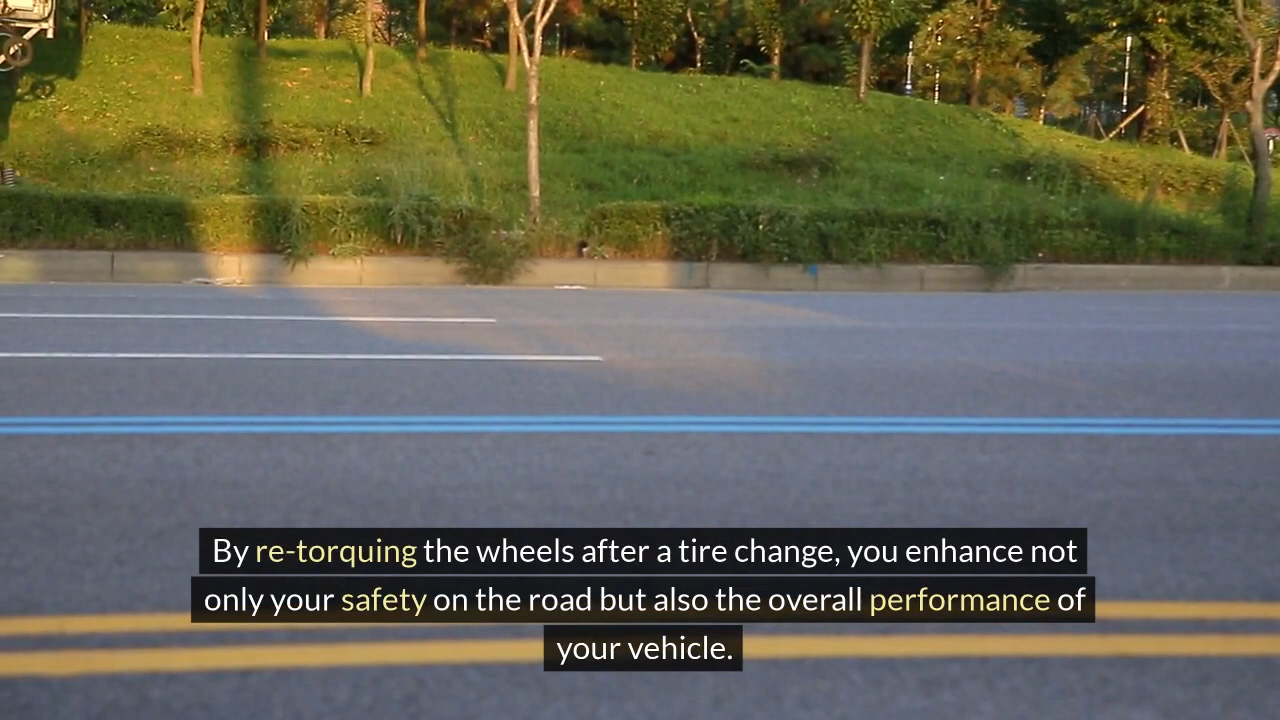 By re-torquing the wheels after a tire change, you enhance not
only your safety on the road but also the overall performance of
your vehicle.